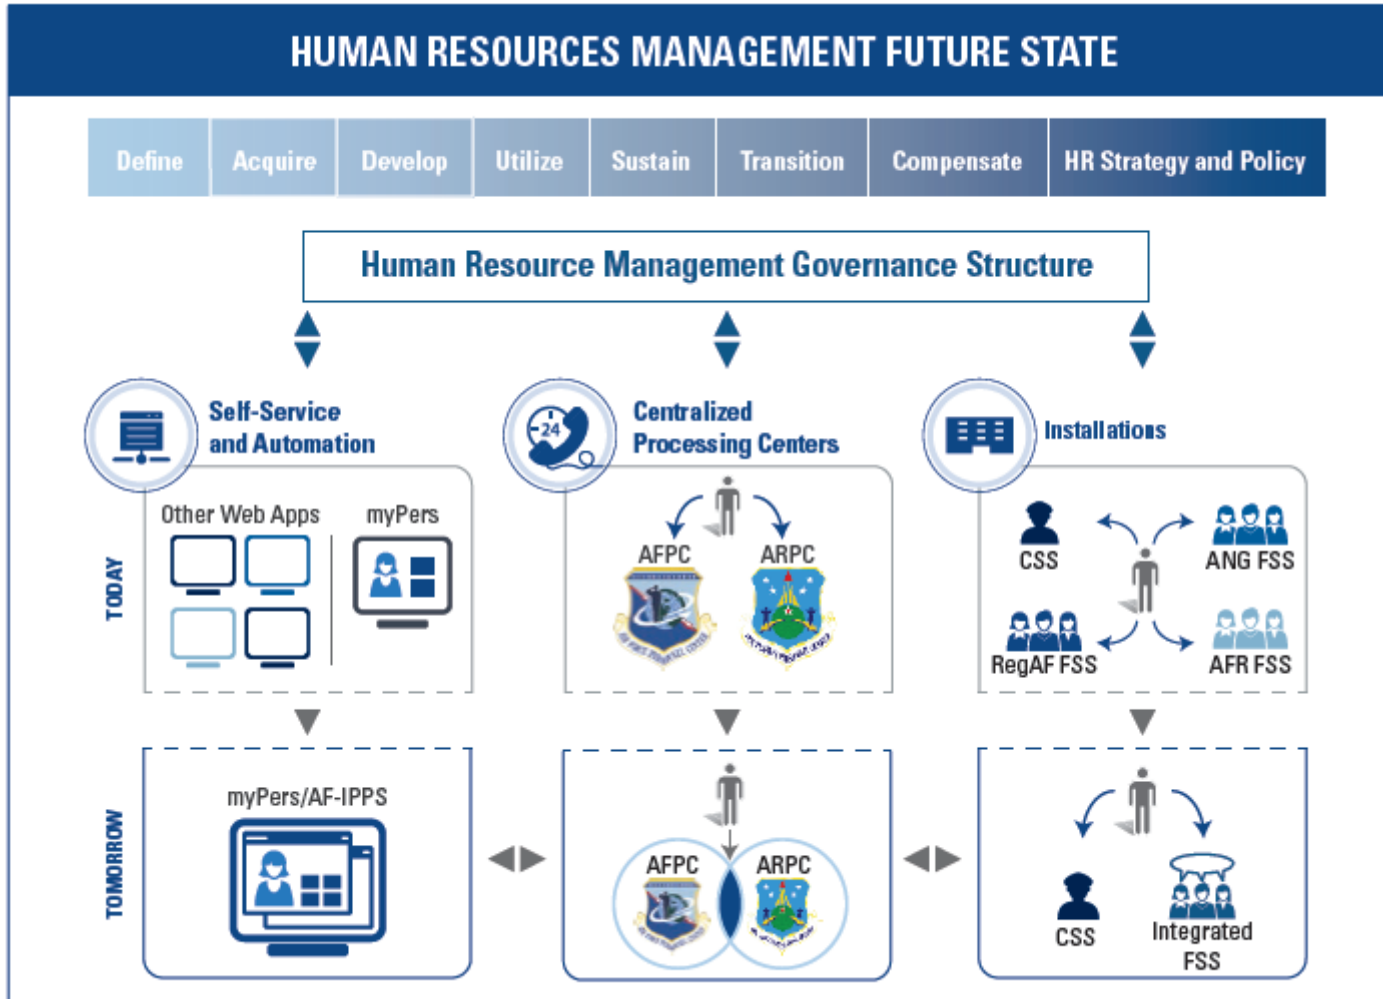 HUMAN RESOURCES MANAGEMENT FUTURE STATE
Define Acquire Develop Utilize Sustain Transition Compensate HR Strategy and Policy
Human Resource Management Governance Structure
Self-Service
and Automation
24
Centralized
Processing Centers
Installations
TODAY
Other Web Apps
myPers
AFPC
ARPC
CSS
ANG FSS
RegAF FSS
AFR FSS
TOMORROW
myPers/AF-IPPS
AFPC
ARPC
CSS
Integrated
FSS